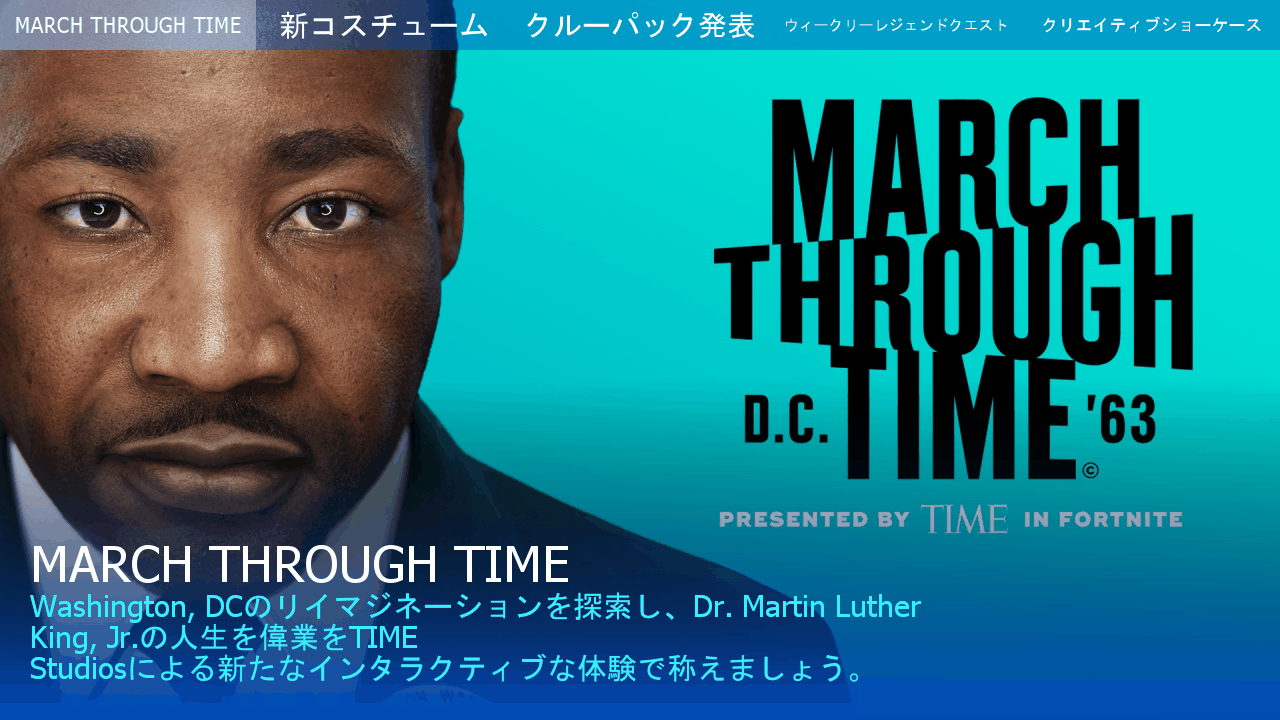 MARCH THROUGH TIME
新コスチューム
クルーパック発表
ウィークリーレジェンドクエスト
クリエイティブショーケース
MARCH
THROUGH
TIME
D.C.
'63
©
PRESENTED BY TIME IN FORTNITE
MARCH THROUGH TIME
Washington, DCのリイマジネーションを探索し、Dr. Martin Luther
King, Jr.の人生を偉業をTIME
Studiosによる新たなインタラクティブな体験で称えましょう。